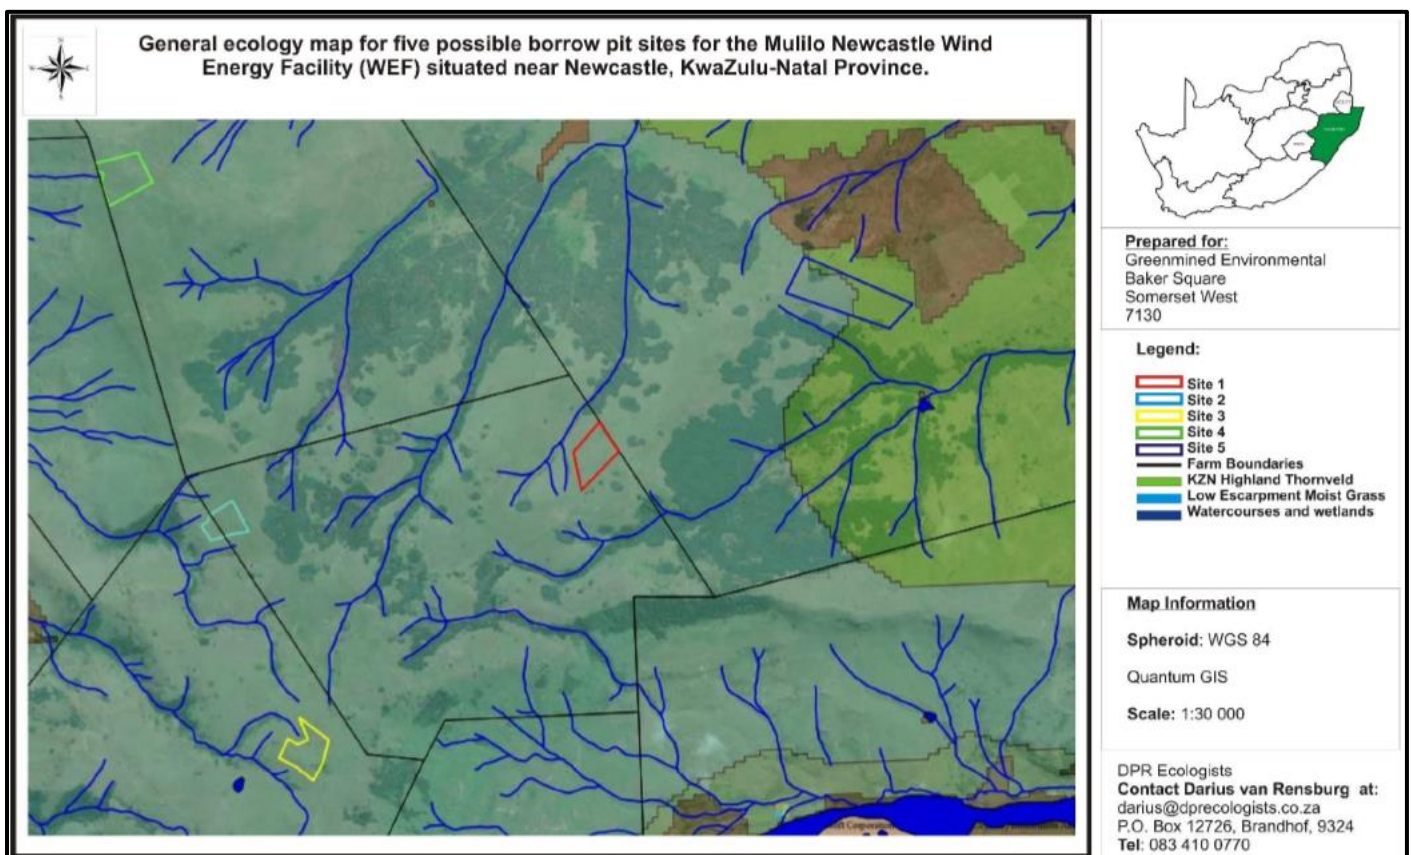 General ecology map for five possible borrow pit sites for the Mulilo Newcastle Wind
Energy Facility (WEF) situated near Newcastle, KwaZulu-Natal Province.
Prepared for:
Greenmined Environmental
Baker Square
Somerset West
7130
Legend:
Site 1
Site 2
Site 3
Site 4
Site 5
Farm Boundaries
KZN Highland Thornveld
Low Escarpment Moist Grass
Watercourses and wetlands
Map Information
Spheroid: WGS 84
Quantum GIS
Scale: 1:30 000
DPR Ecologists
Contact Darius van Rensburg at:
darius@dprecologists.co.za
P.O. Box 12726, Brandhof, 9324
Tel: 083 410 0770